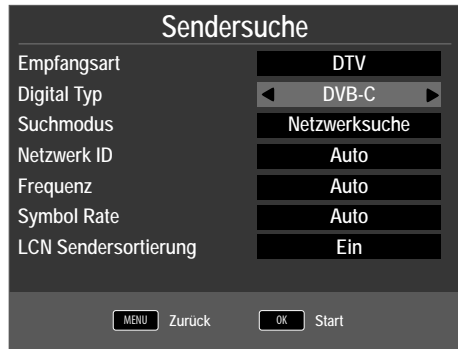 Sendersuche
Empfangsart DTV
Digital Typ DVB-C
Suchmodus Netzwerksuche
Netzwerk ID Auto
Frequenz Auto
Symbol Rate Auto
LCN Sendersortierung Ein
MENU Zurück OK Start